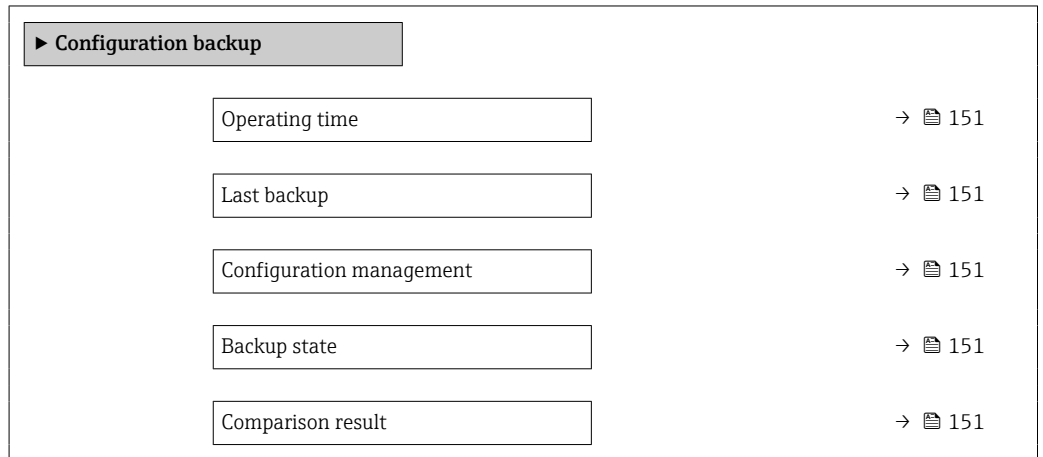 ► Configuration backup
Operating time → 151
Last backup → 151
Configuration management → 151
Backup state → 151
Comparison result → 151